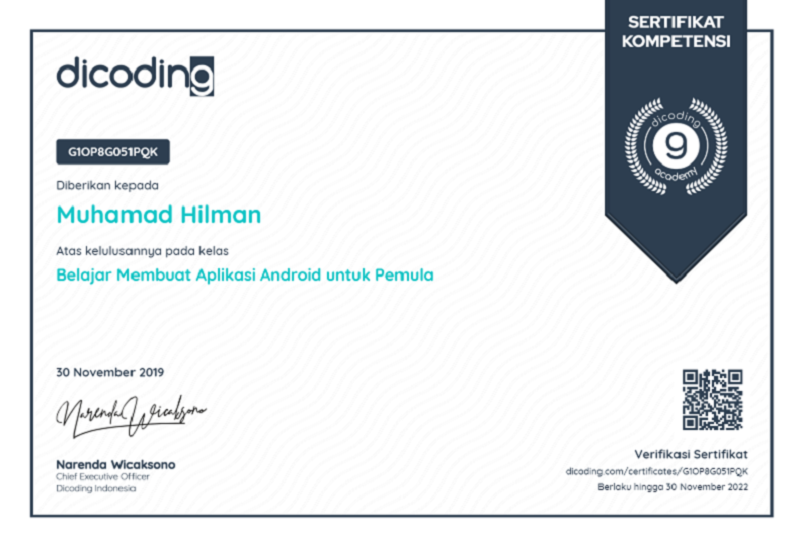 SERTIFIKAT
KOMPETENSI
dicoding
dicoding
g
academy
G1OP8G051PQK
Diberikan kepada
Muhamad Hilman
Atas kelulusannya pada kelas
Belajar Membuat Aplikasi Android untuk Pemula
30 November 2019
Narenda Wicaksono
Narenda Wicaksono
Chief Executive Officer
Dicoding Indonesia
Verifikasi Sertifikat
dicoding.com/certificates/G1OP8G051PQK
Berlaku hingga 30 November 2022